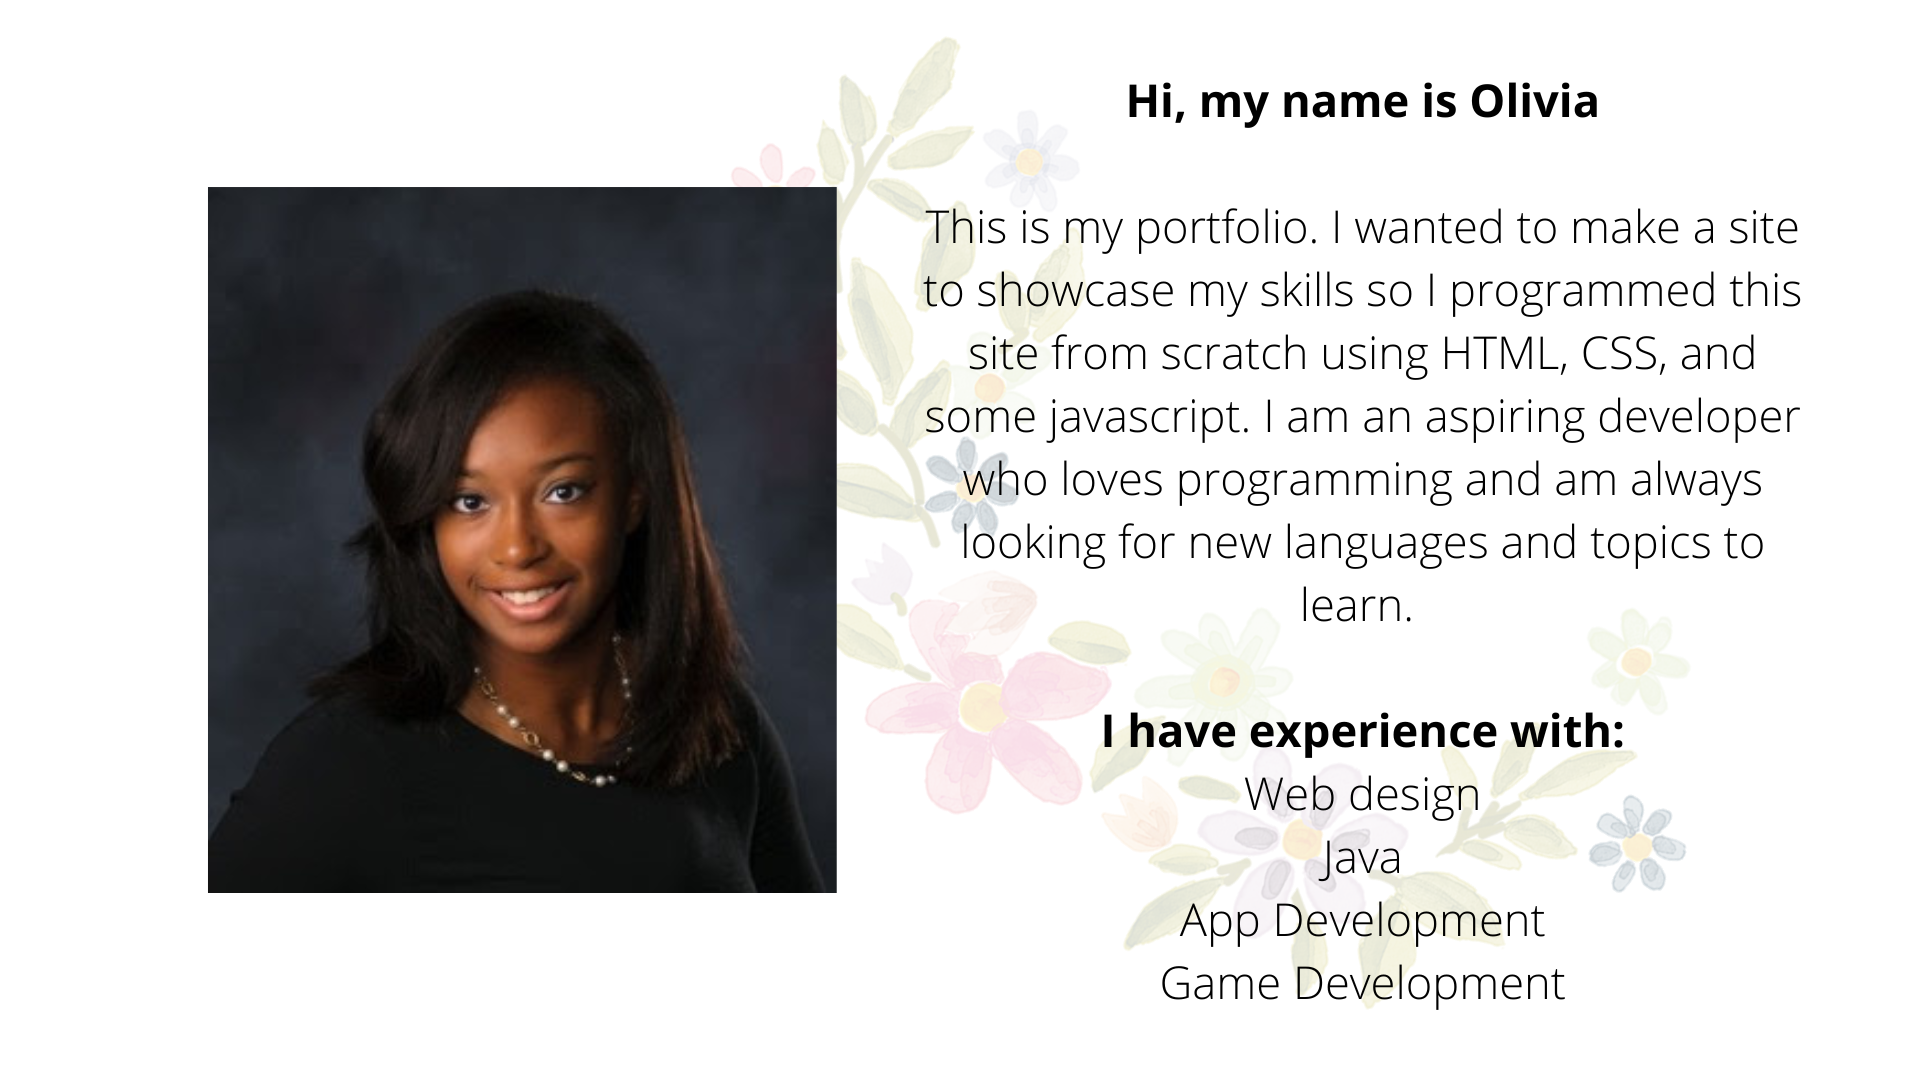 Hi, my name is Olivia
This is my portfolio. I wanted to make a site
to showcase my skills so I programmed this
site from scratch using HTML, CSS, and
some javascript. I am an aspiring developer
who loves programming and am always
looking for new languages and topics to
learn.
I have experience with:
Web design
Java
App Development
Game Development